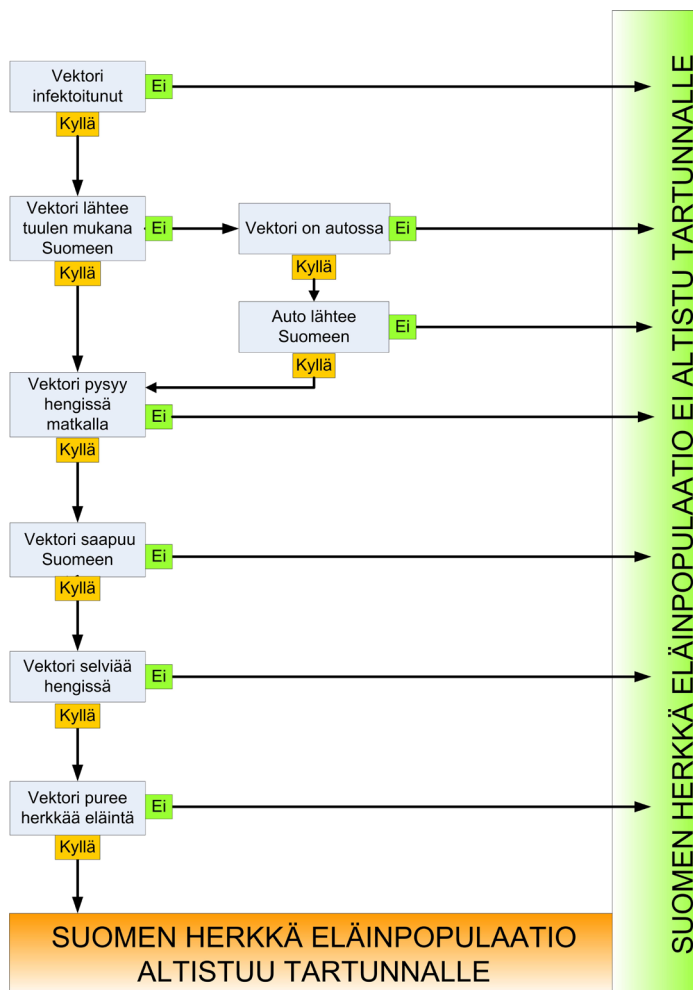 Vektori
infektoitunut
Ei
Kyllä
Vektori lähtee
tuulen mukana
Suomeen
Ei
Kyllä
Vektori on autossa
Ei
Kyllä
Auto lähtee
Suomeen
Ei
Kyllä
Vektori pysyy
hengissä
matkalla
Ei
Kyllä
Vektori saapuu
Suomeen
Ei
Kyllä
Vektori selviää
hengissä
Ei
Kyllä
Vektori puree
herkkää eläintä
Ei
Kyllä
SUOMEN HERKKÄ ELÄINPOPULAATIO
ALTISTUU TARTUNNALLE
SUOMEN HERKKÄ ELÄINPOPULAATIO EI ALTISTU TARTUNNALLE